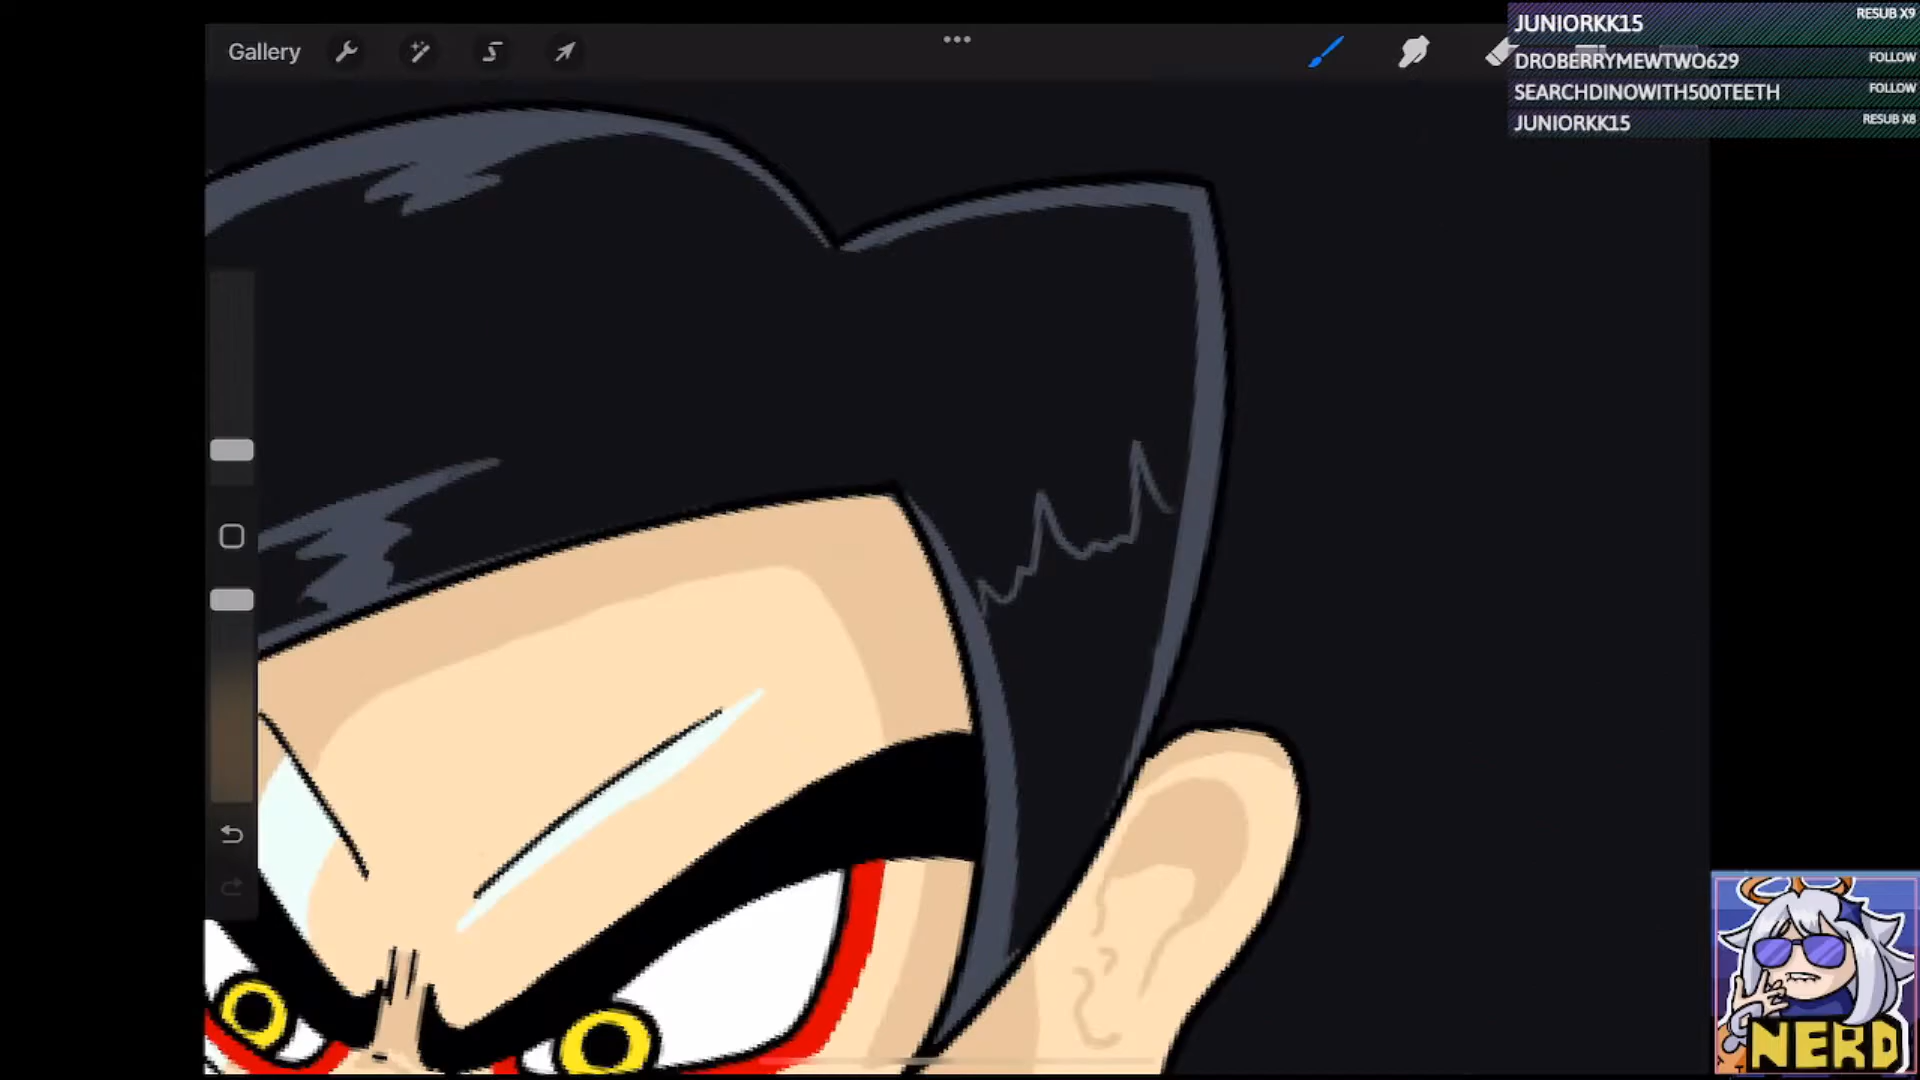 Gallery
JUNIORKK15 RESUB X9
DROBERRYMEWTWO629 FOLLOW
SEARCHDINOWITH500TEETH FOLLOW
JUNIORKK15 RESUB X8
NERD